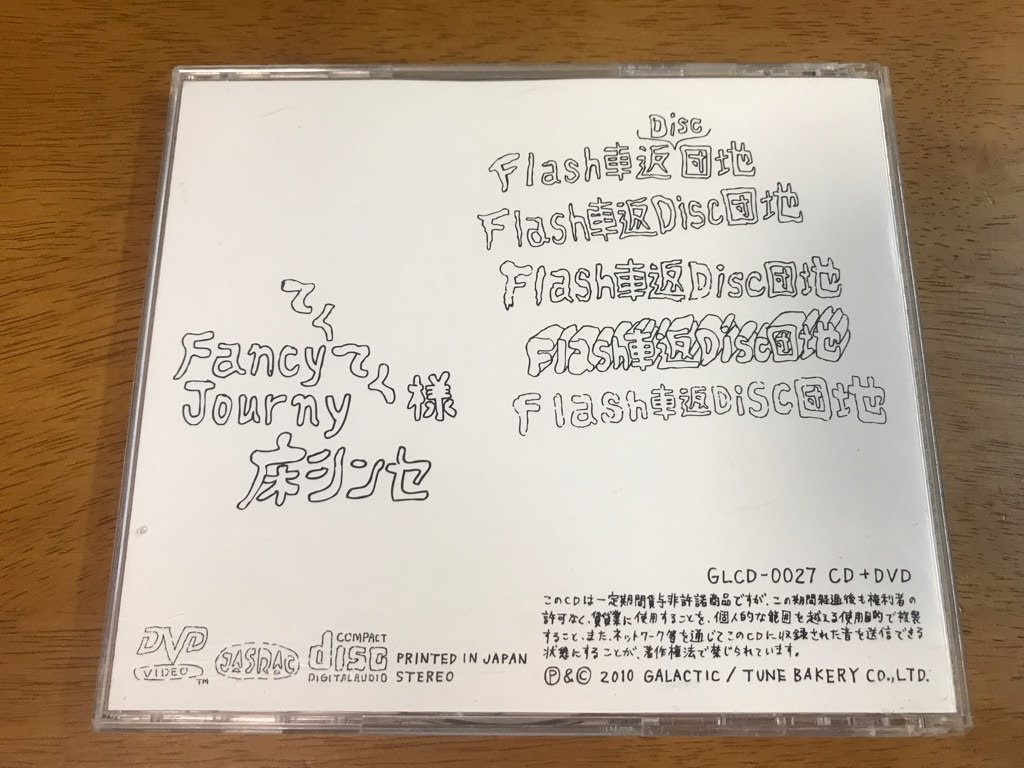 てく
Fancyてく
Journy 様
床シンセ
Disc
Flash車返団地
Flash車返Disc団地
Flash車返Disc団地
Flash車返Disc団地
Flash車返DiSC団地
GLCD-0027 CD+DVD
このCDは一定期間貸与非許諾商品ですが、この期間経過後も権利者の
許可なく、賃貸業に使用することを、個人的な範囲を越える使用目的で複製
すること、また、ネットワーク等を通じてこのCDに収録された音を送信できる
状態にすることが、著作権法で禁じられています。
Ⓟ&© 2010 GALACTIC / TUNE BAKERY CO.,LTD.
DVD
VIDEO TM
JASRAC
COMPACT
disc
DIGITAL AUDIO
PRINTED IN JAPAN
STEREO